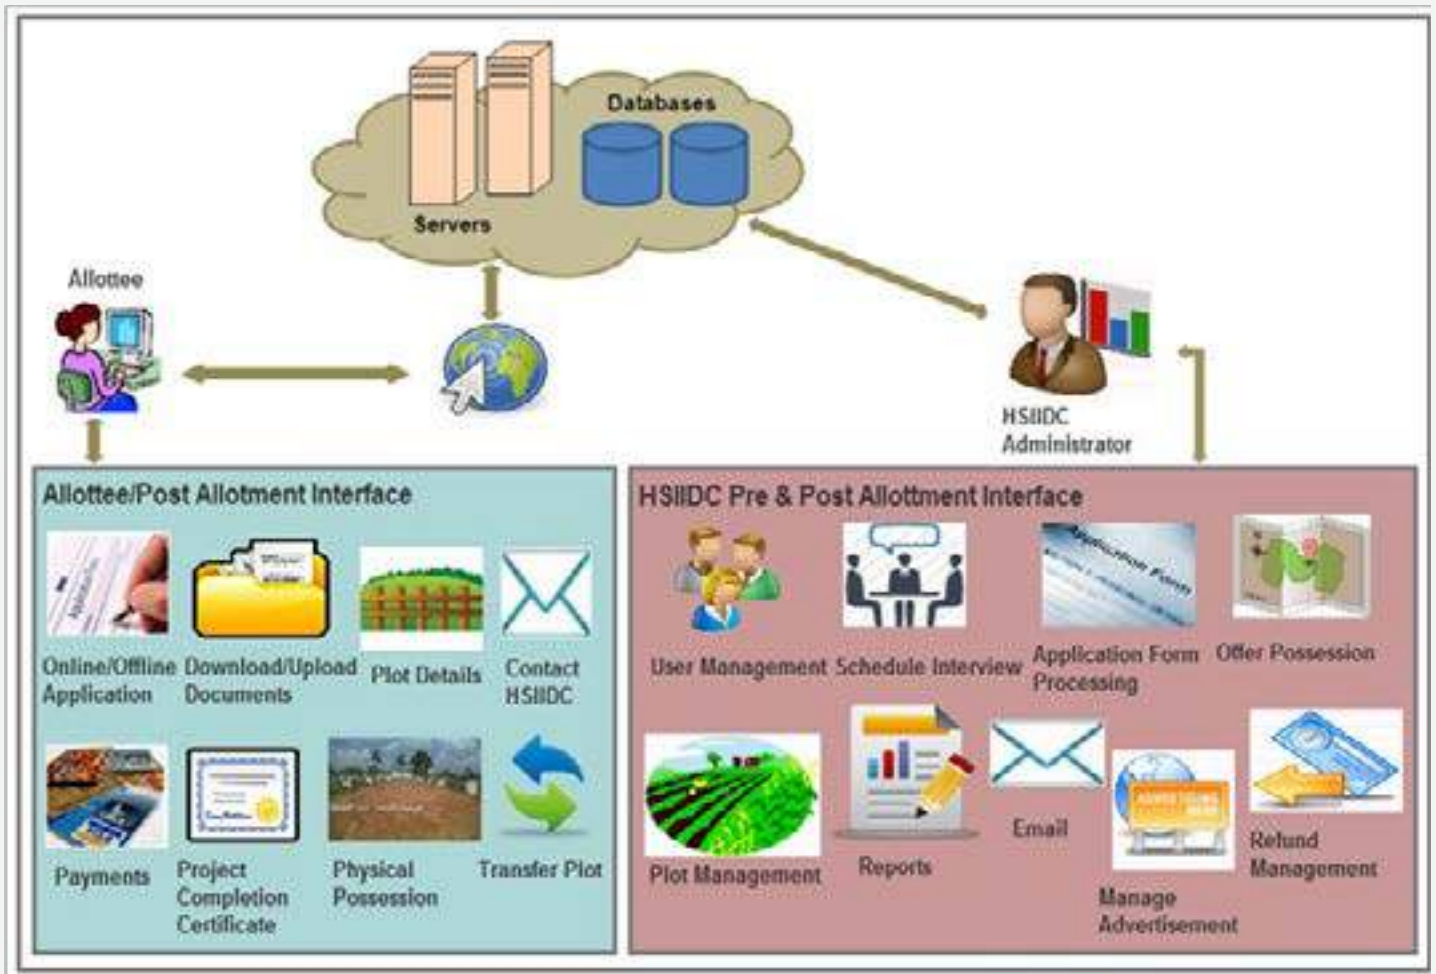 Databases
Servers
Allottee
HSIIDC
Administrator
Allottee/Post Allotment Interface
Online/Offline
Application
Download/Upload
Documents
Plot Details
Contact
HSIIDC
Payments
Project
Completion
Certificate
Physical
Possession
Transfer Plot
HSIIDC Pre & Post Allottment Interface
User Management
Schedule Interview
Application Form
Application Form
Processing
Offer Possession
Plot Management
Reports
Email
Manage
Advertisement
Refund
Management